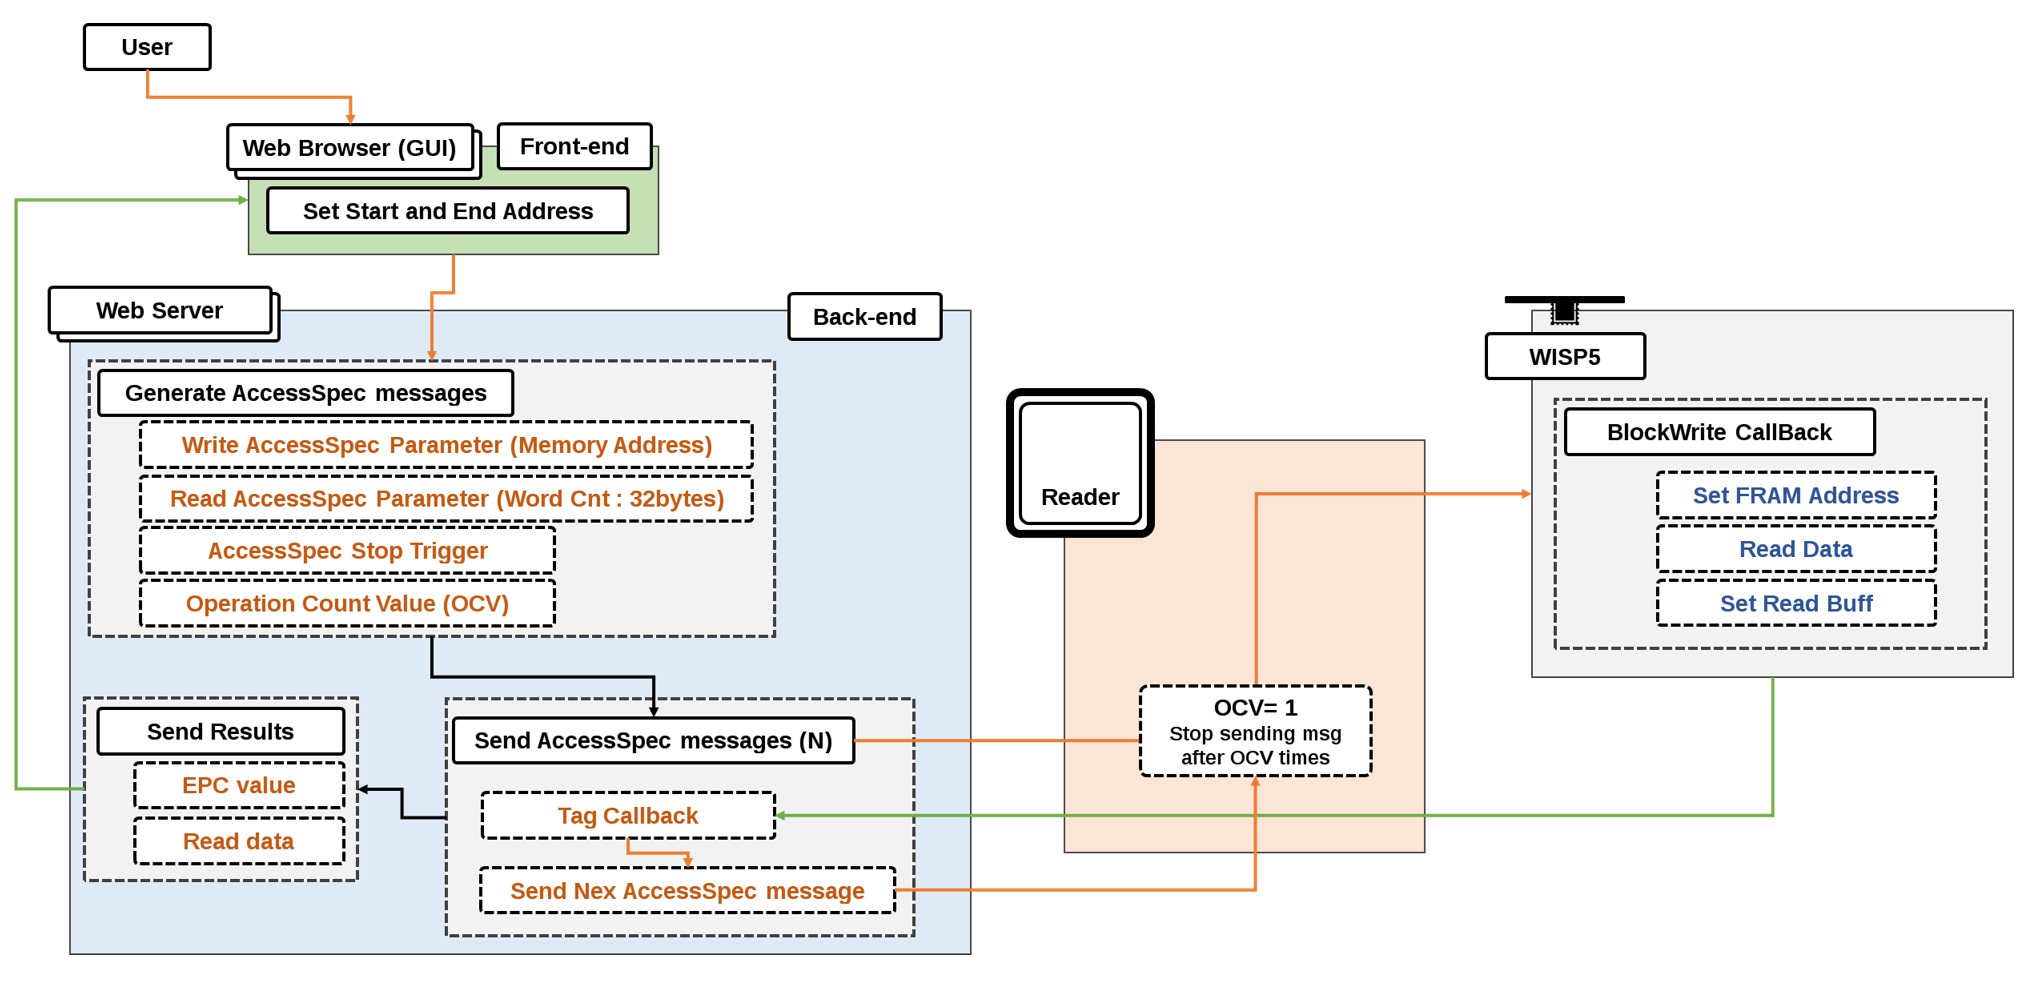 User
Web Browser (GUI)
Front-end
Set Start and End Address
Web Server
Back-end
Generate AccessSpec messages
Write AccessSpec Parameter (Memory Address)
Read AccessSpec Parameter (Word Cnt : 32bytes)
AccessSpec Stop Trigger
Operation Count Value (OCV)
Send Results
EPC value
Read data
Send AccessSpec messages (N)
Tag Callback
Send Nex AccessSpec message
Reader
OCV= 1
Stop sending msg
after OCV times
WISP5
BlockWrite CallBack
Set FRAM Address
Read Data
Set Read Buff